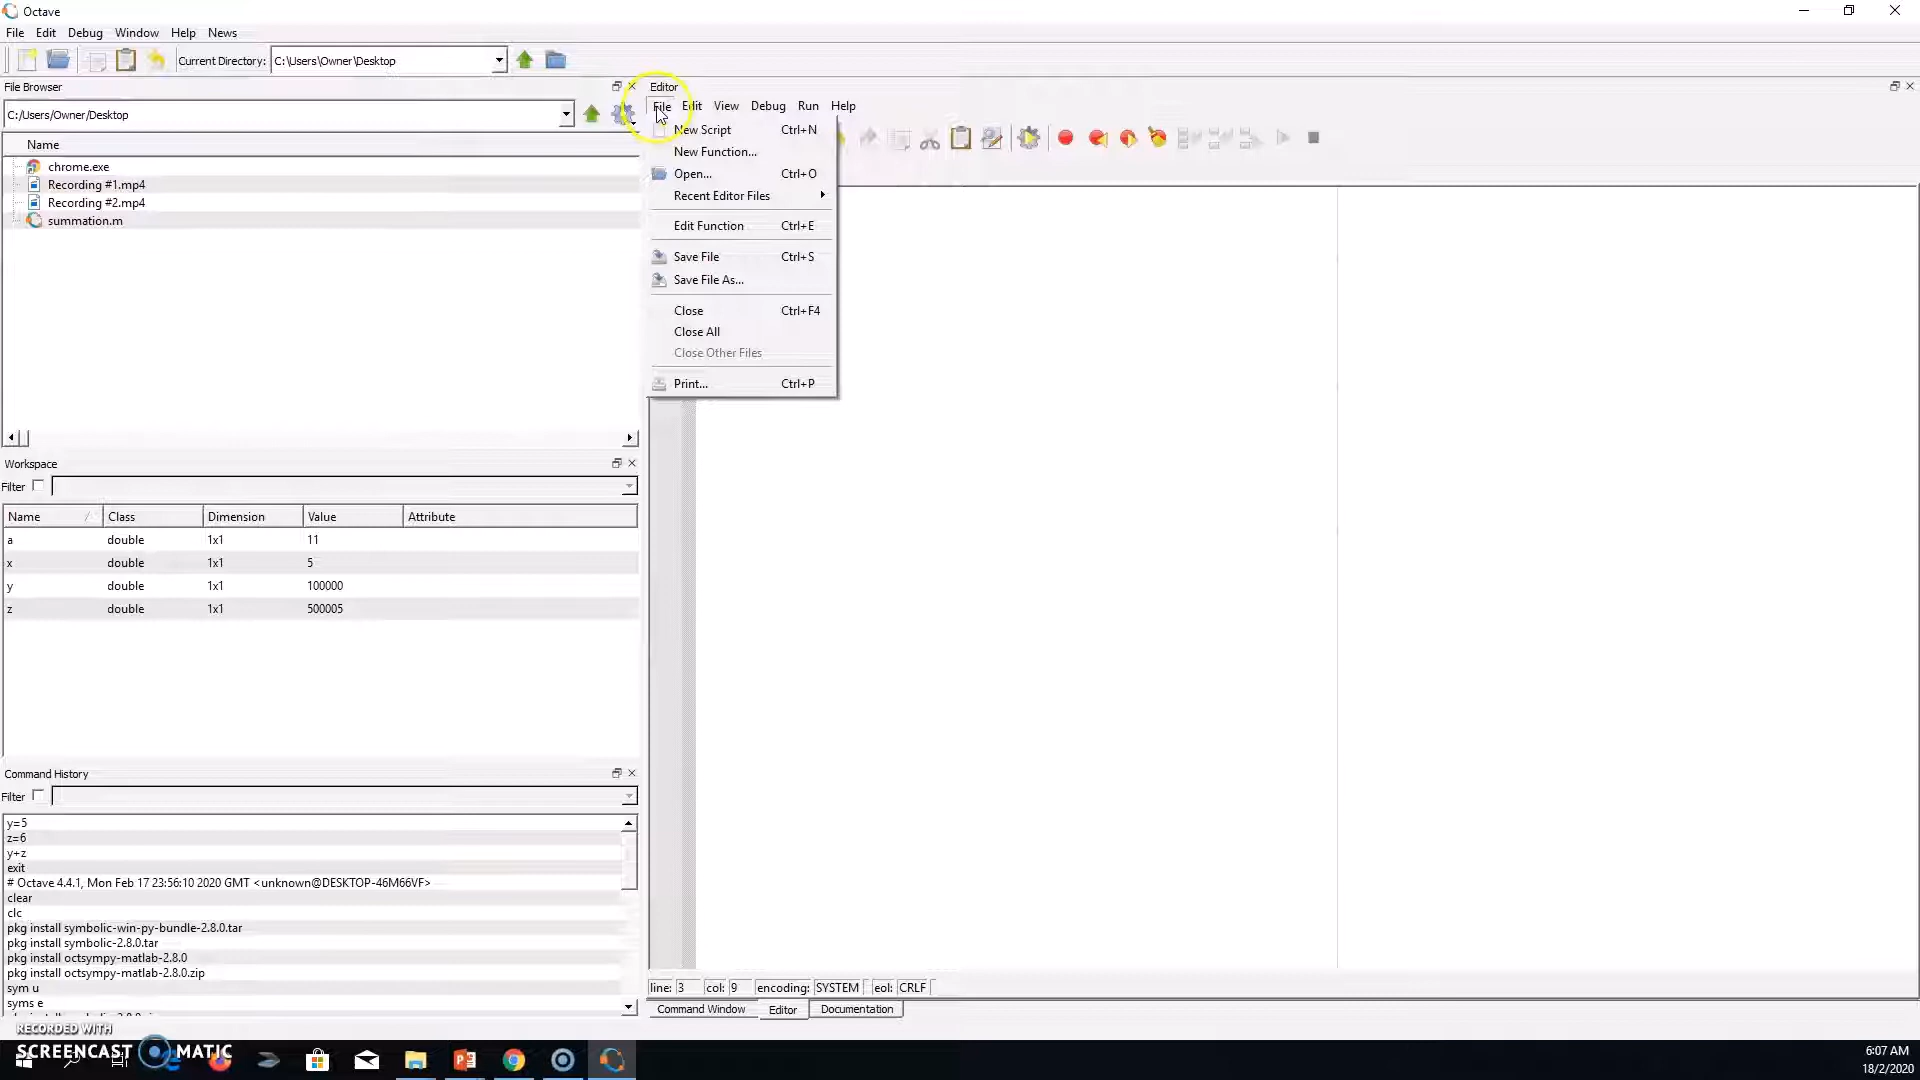 Octave
File Edit Debug Window Help News
Current Directory: C:\Users\Owner\Desktop
File Browser
C:/Users/Owner/Desktop
Name
chrome.exe
Recording #1.mp4
Recording #2.mp4
summation.m
Workspace
Filter
Name Class Dimension Value Attribute
a double 1x1 11
x double 1x1 5
y double 1x1 100000
z double 1x1 500005
Command History
Filter
y=5
z=6
y+z
exit
# Octave 4.4.1, Mon Feb 17 23:56:10 2020 GMT <unknown@DESKTOP-46M66VF>
clear
clc
pkg install symbolic-win-py-bundle-2.8.0.tar
pkg install symbolic-2.8.0.tar
pkg install octsympy-matlab-2.8.0
pkg install octsympy-matlab-2.8.0.zip
sym u
syms e
Editor
File Edit View Debug Run Help
New Script Ctrl+N
New Function...
Open... Ctrl+O
Recent Editor Files
Edit Function Ctrl+E
Save File Ctrl+S
Save File As...
Close Ctrl+F4
Close All
Close Other Files
Print... Ctrl+P
line: 3 col: 9 encoding: SYSTEM eol: CRLF
Command Window Editor Documentation
RECORDED WITH
SCREENCAST MATIC
6:07 AM
18/2/2020